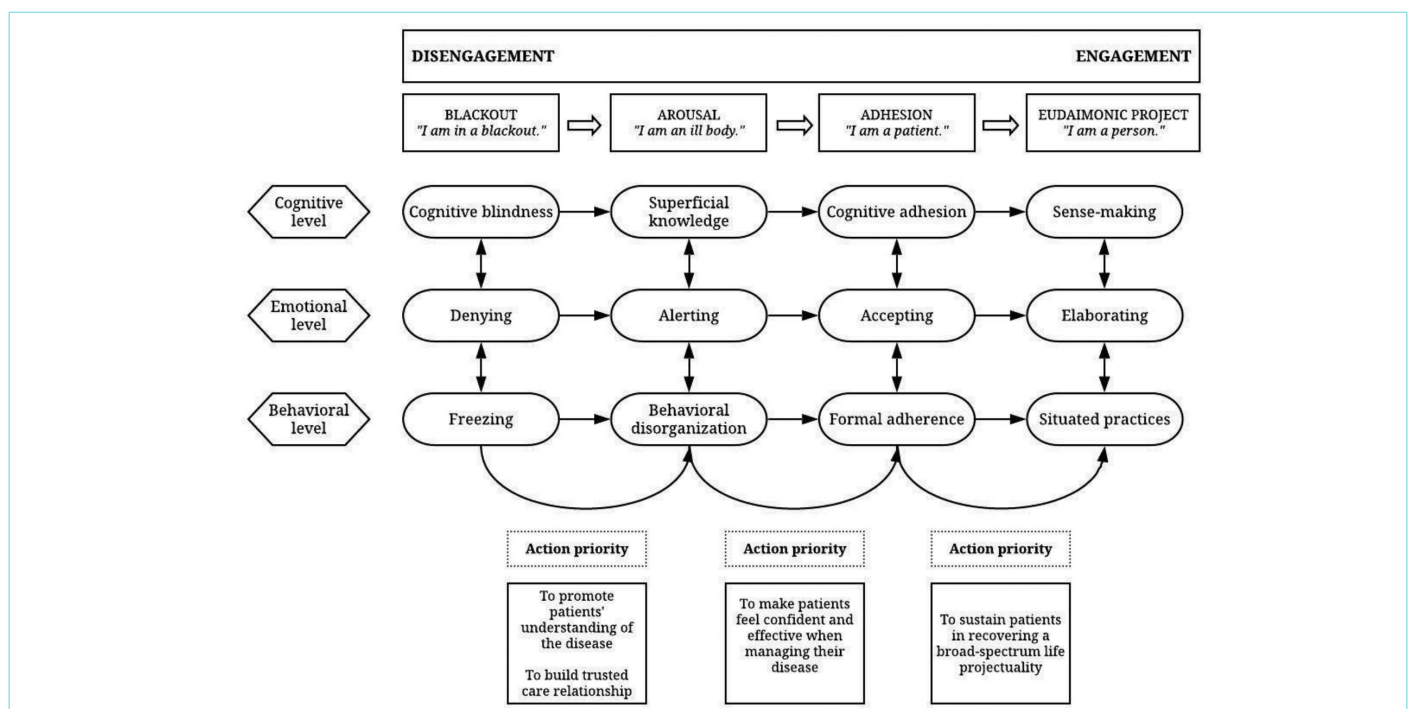 DISENGAGEMENT ENGAGEMENT
BLACKOUT
"I am in a blackout."
AROUSAL
"I am an ill body."
ADHESION
"I am a patient."
EUDAIMONIC PROJECT
"I am a person."
Cognitive
level
Cognitive blindness
Superficial
knowledge
Cognitive adhesion
Sense-making
Emotional
level
Denying
Alerting
Accepting
Elaborating
Behavioral
level
Freezing
Behavioral
disorganization
Formal adherence
Situated practices
Action priority
To promote
patients'
understanding of
the disease
To build trusted
care relationship
Action priority
To make patients
feel confident and
effective when
managing their
disease
Action priority
To sustain patients
in recovering a
broad-spectrum life
projectuality